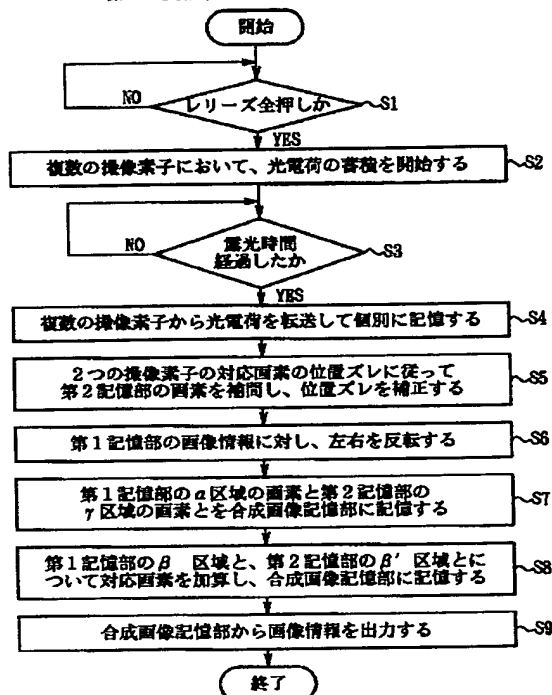 開始
レリーズ全押しか
S1
NO
YES
複数の撮像素子において、光電荷の蓄積を開始する
S2
露光時間
経過したか
S3
NO
YES
複数の撮像素子から光電荷を転送して個別に記憶する
S4
2つの撮像素子の対応画素の位置ズレに従って
第2記憶部の画素を補間し、位置ズレを補正する
S5
第1記憶部の画像情報に対し、左右を反転する
S6
第1記憶部のα区域の画素と第2記憶部の
γ区域の画素とを合成画像記憶部に記憶する
S7
第1記憶部のβ 区域と、第2記憶部のβ'区域とに
ついて対応画素を加算し、合成画像記憶部に記憶する
S8
合成画像記憶部から画像情報を出力する
S9
終了